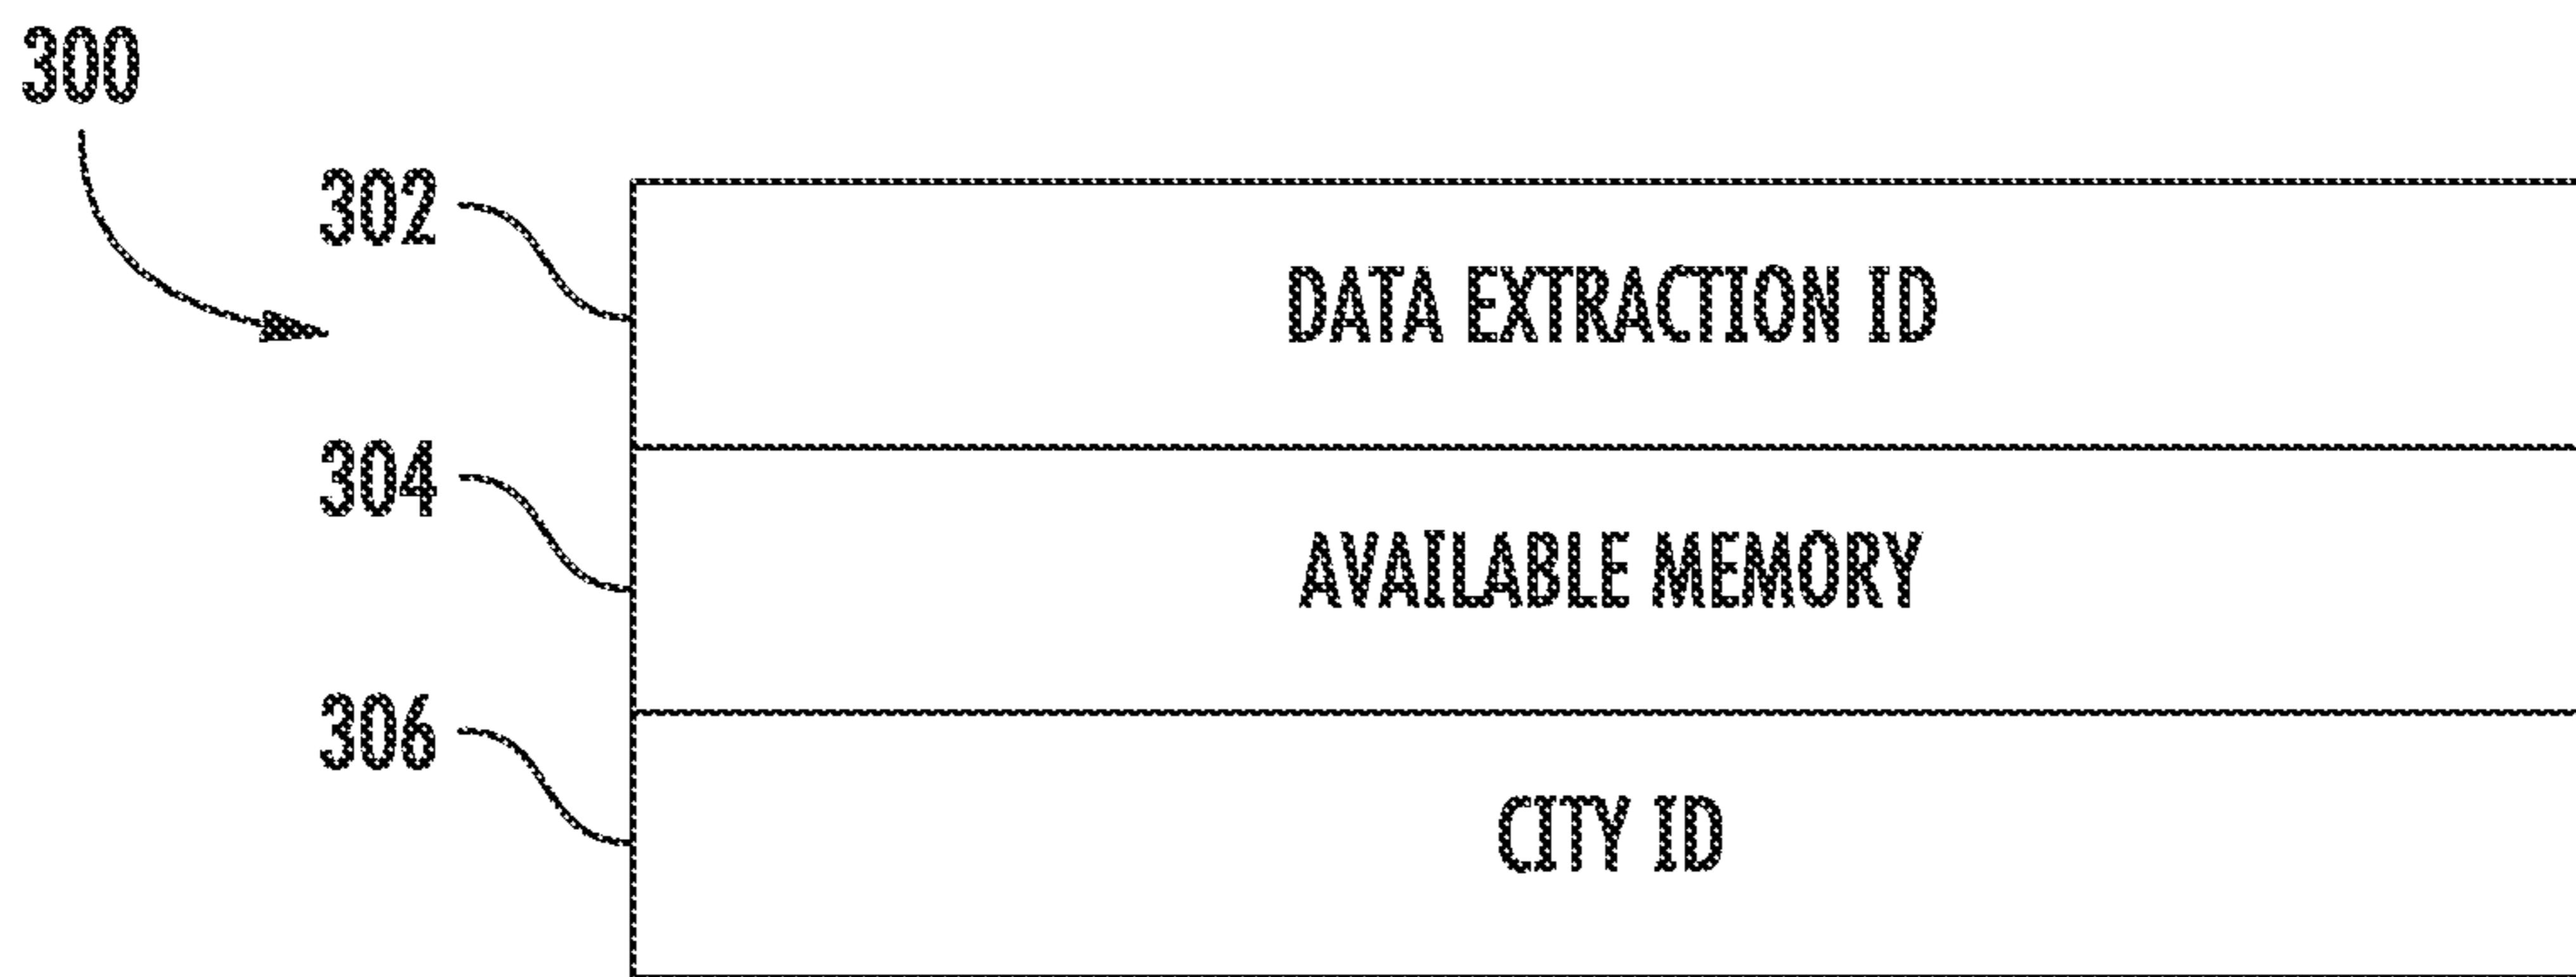 300
302
DATA EXTRACTION ID
304
AVAILABLE MEMORY
306
CITY ID